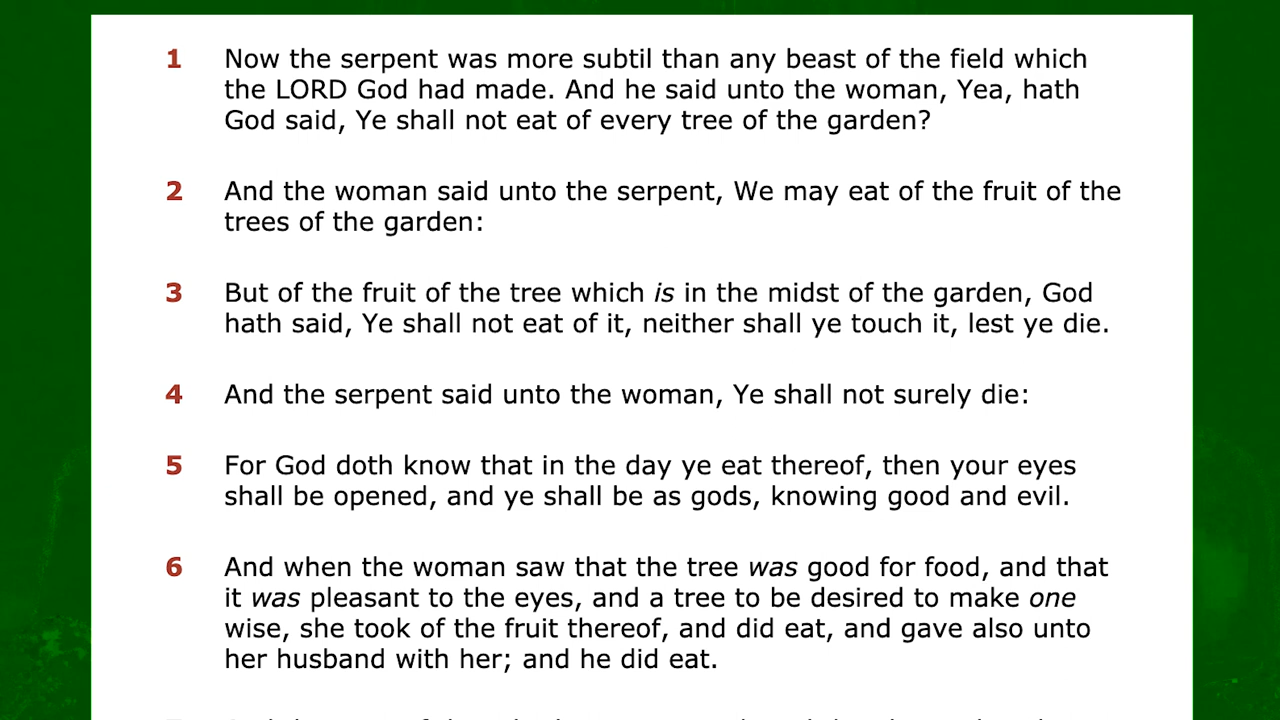 1 Now the serpent was more subtil than any beast of the field which
the LORD God had made. And he said unto the woman, Yea, hath
God said, Ye shall not eat of every tree of the garden?
2 And the woman said unto the serpent, We may eat of the fruit of the
trees of the garden:
3 But of the fruit of the tree which is in the midst of the garden, God
hath said, Ye shall not eat of it, neither shall ye touch it, lest ye die.
4 And the serpent said unto the woman, Ye shall not surely die:
5 For God doth know that in the day ye eat thereof, then your eyes
shall be opened, and ye shall be as gods, knowing good and evil.
6 And when the woman saw that the tree was good for food, and that
it was pleasant to the eyes, and a tree to be desired to make one
wise, she took of the fruit thereof, and did eat, and gave also unto
her husband with her; and he did eat.